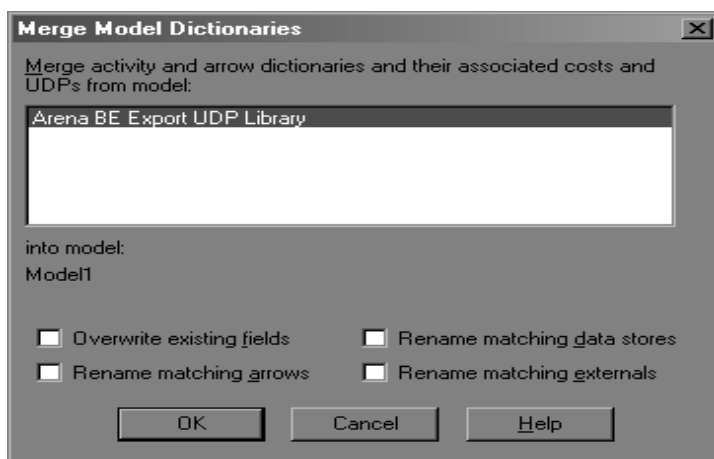 Merge Model Dictionaries
Merge activity and arrow dictionaries and their associated costs and
UDPs from model:
Arena BE Export UDP Library
into model:
Model1
Overwrite existing fields
Rename matching data stores
Rename matching arrows
Rename matching externals
OK
Cancel
Help